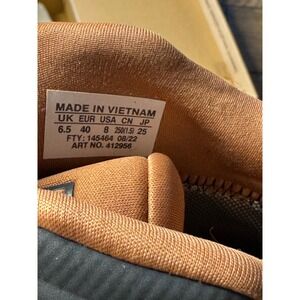 MADE IN VIETNAM
UK EUR USA CN JP
6.5 40 8 250(1.5) 25
FTY: 145464 08/22
ART NO. 412956